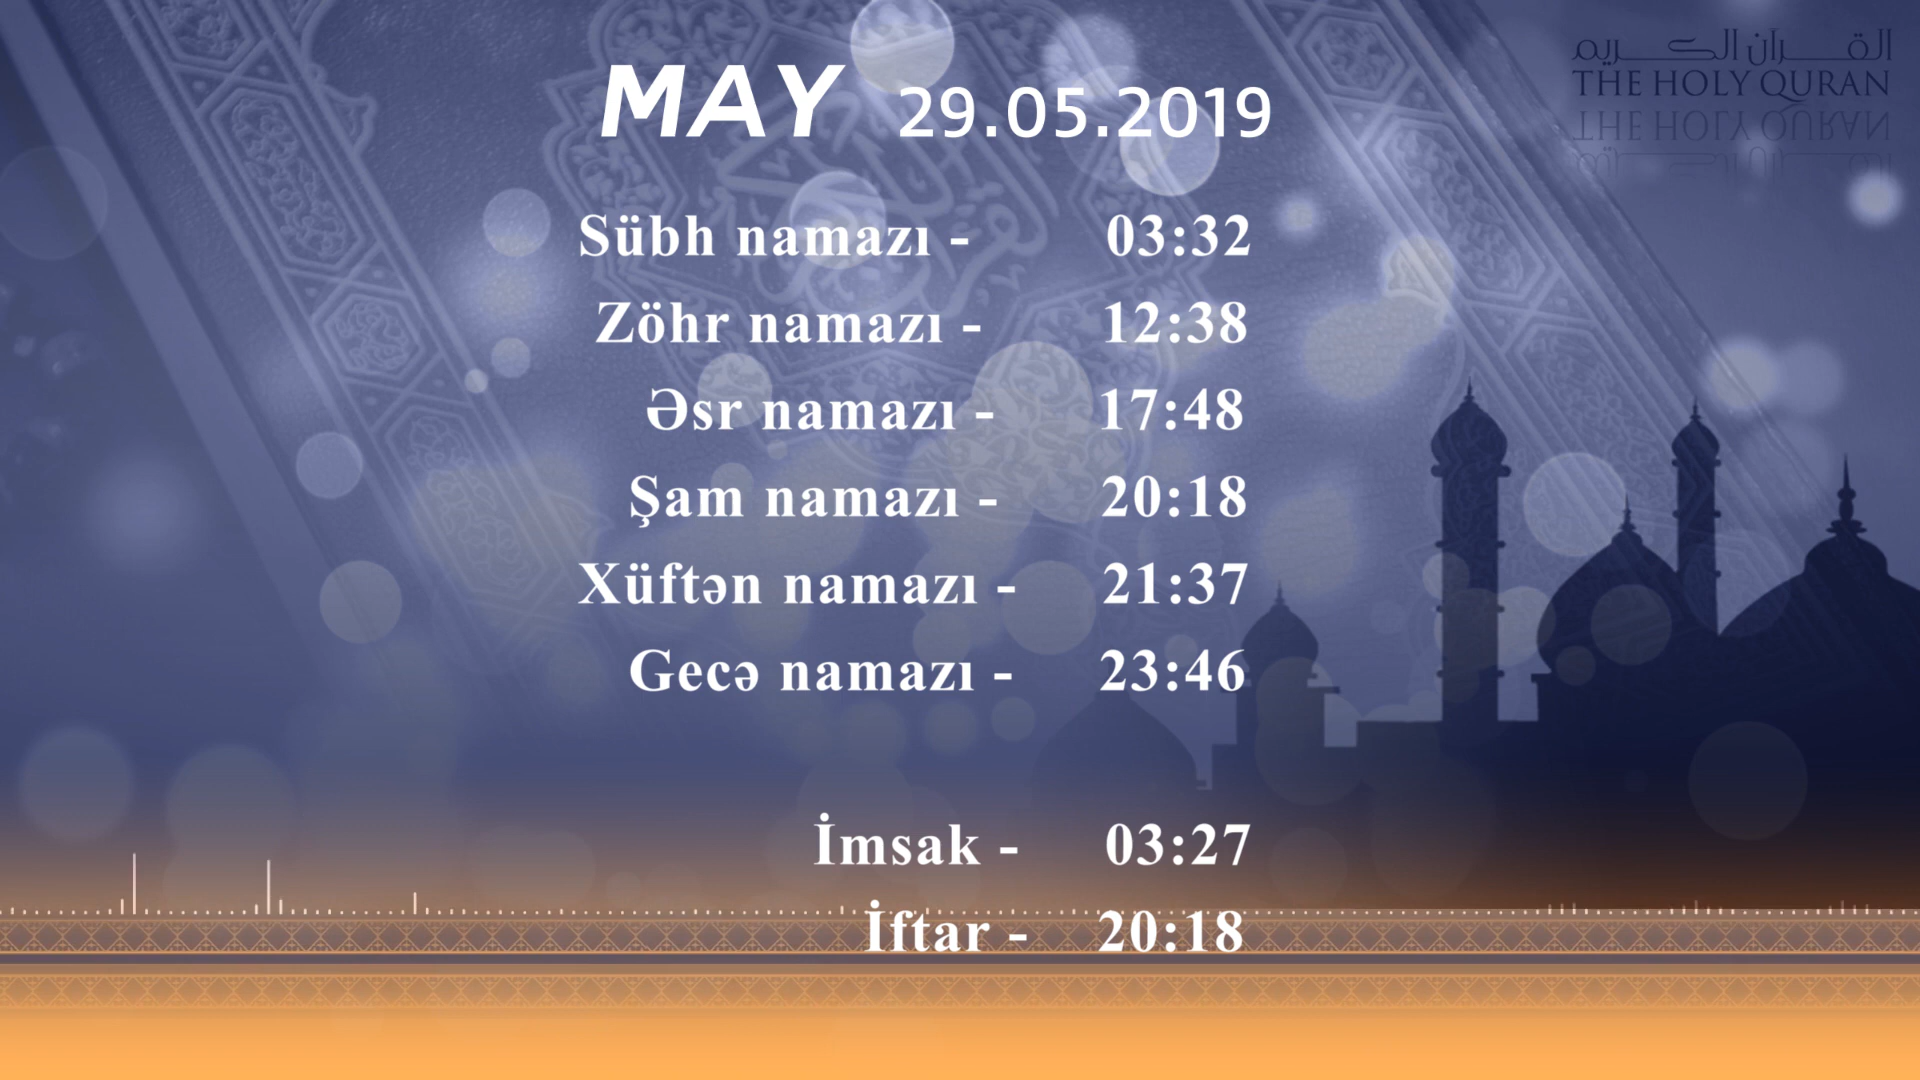 القرآن الكريم
THE HOLY QURAN
MAY 29.05.2019
Sübh namazı - 03:32
Zöhr namazı - 12:38
Əsr namazı - 17:48
Şam namazı - 20:18
Xüftən namazı - 21:37
Gecə namazı - 23:46
İmsak - 03:27
İftar - 20:18